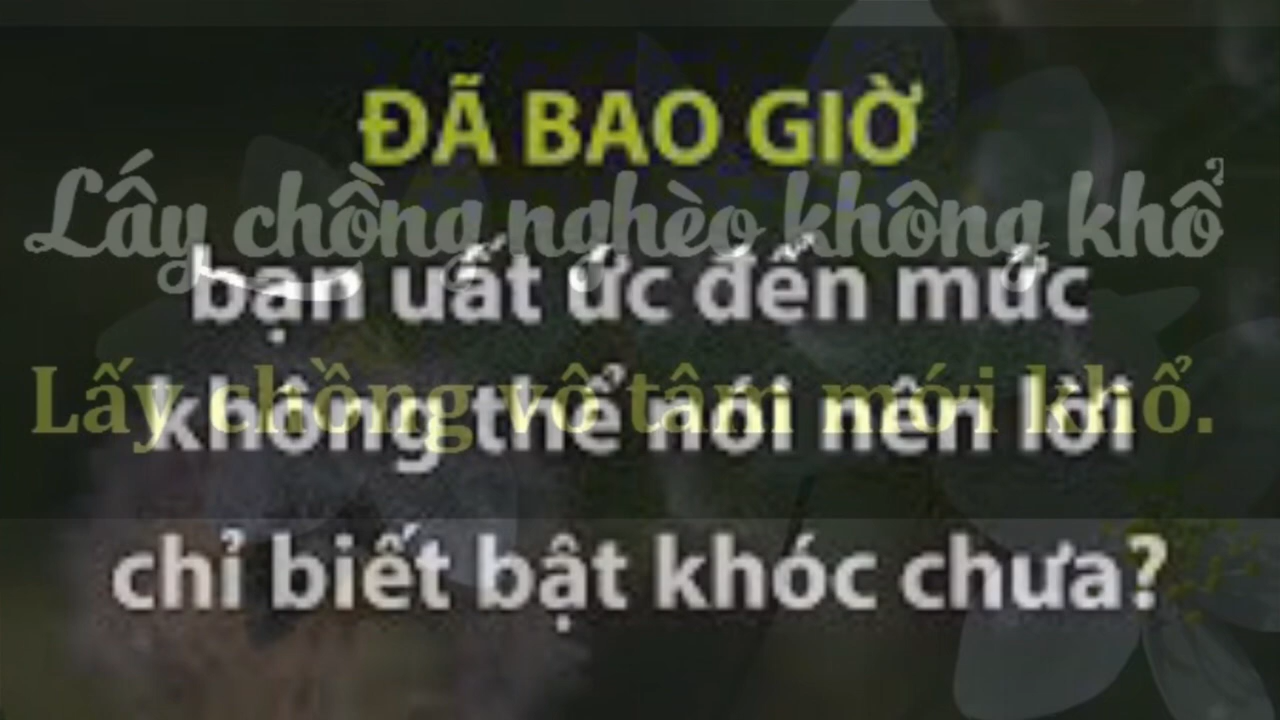 ĐÃ BAO GIỜ
Lấy chồng nghèo không khổ
bạn uất ức đến mức
Lấy chồng vô tâm mới khổ.
không thể nói nên lời
chỉ biết bật khóc chưa?